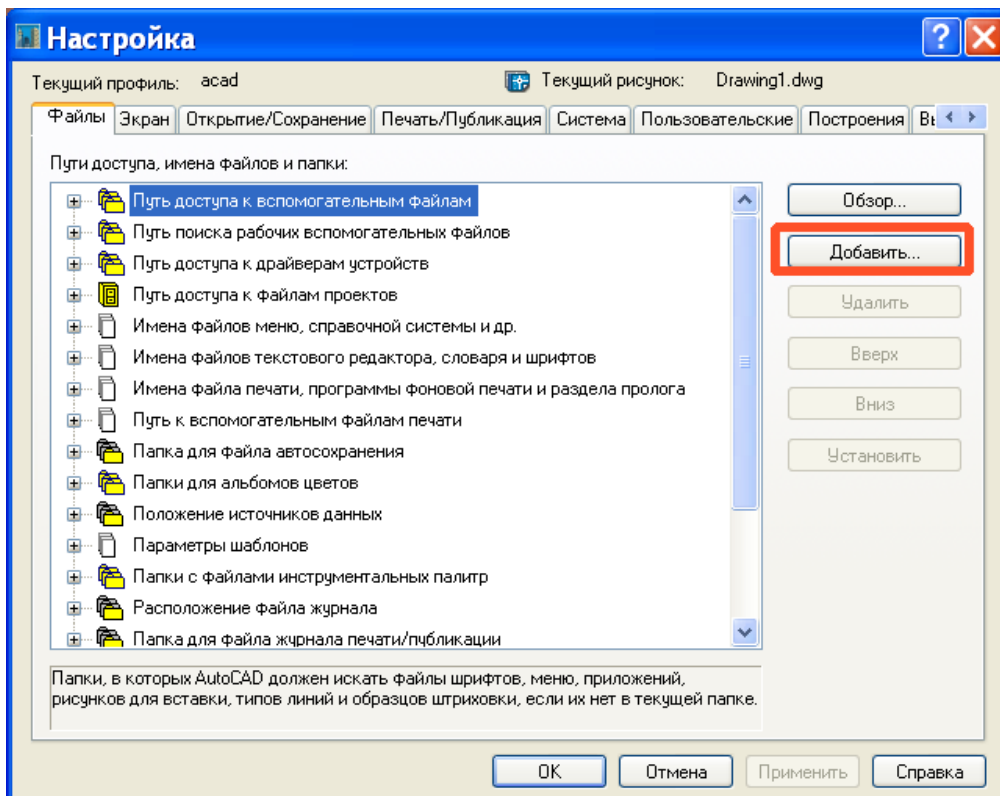 Настройка
Текущий профиль: acad Текущий рисунок: Drawing1.dwg
Файлы Экран Открытие/Сохранение Печать/Публикация Система Пользовательские Построения
Пути доступа, имена файлов и папки:
Путь доступа к вспомогательным файлам
Обзор...
Путь поиска рабочих вспомогательных файлов
Добавить...
Путь доступа к драйверам устройств
Путь доступа к файлам проектов
Удалить
Имена файлов меню, справочной системы и др.
Имена файлов текстового редактора, словаря и шрифтов
Вверх
Имена файла печати, программы фоновой печати и раздела пролога
Вниз
Путь к вспомогательным файлам печати
Папка для файла автосохранения
Установить
Папки для альбомов цветов
Положение источников данных
Параметры шаблонов
Папки с файлами инструментальных палитр
Расположение файла журнала
Папка для файла журнала печати/публикации
Папки, в которых AutoCAD должен искать файлы шрифтов, меню, приложений,
рисунков для вставки, типов линий и образцов штриховки, если их нет в текущей папке.
OK Отмена Применить Справка